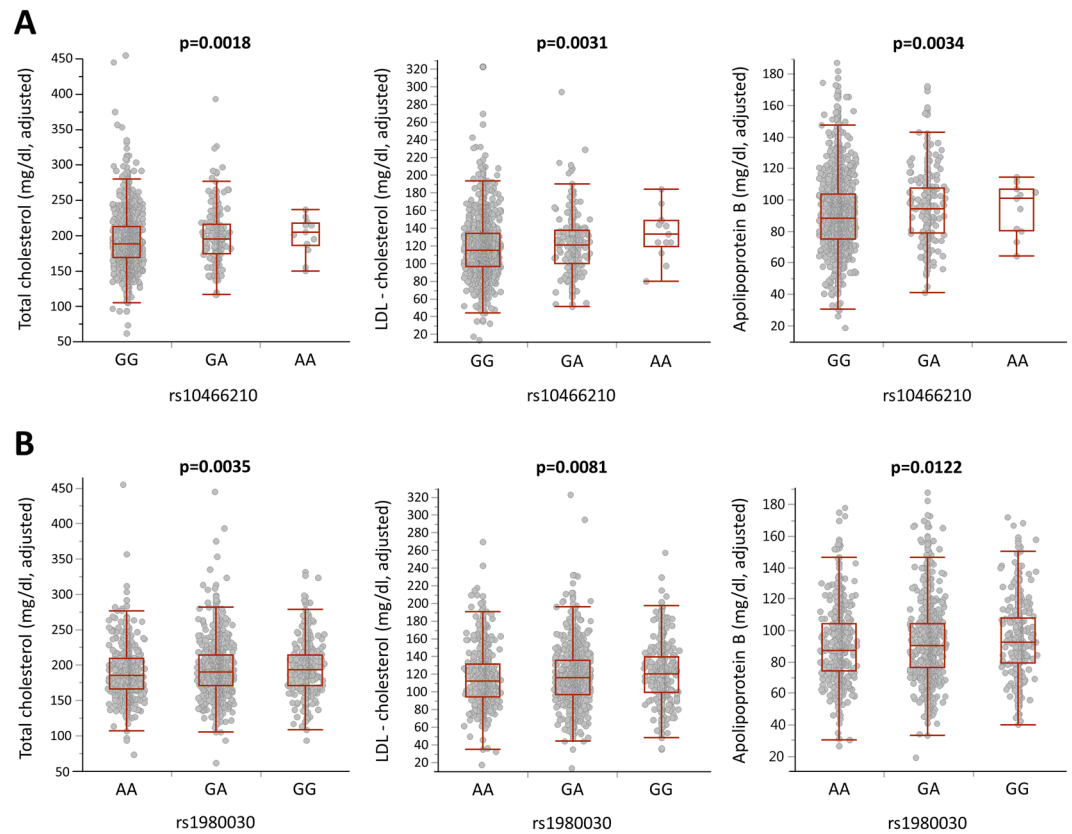 A
p=0.0018
Total cholesterol (mg/dl, adjusted)
450
400
350
300
250
200
150
100
50
GG GA AA
rs10466210
p=0.0031
LDL - cholesterol (mg/dl, adjusted)
320
300
280
260
240
220
200
180
160
140
120
100
80
60
40
20
GG GA AA
rs10466210
p=0.0034
Apolipoprotein B (mg/dl, adjusted)
180
160
140
120
100
80
60
40
20
GG GA AA
rs10466210
B
p=0.0035
Total cholesterol (mg/dl, adjusted)
450
400
350
300
250
200
150
100
50
AA GA GG
rs1980030
p=0.0081
LDL - cholesterol (mg/dl, adjusted)
320
300
280
260
240
220
200
180
160
140
120
100
80
60
40
20
AA GA GG
rs1980030
p=0.0122
Apolipoprotein B (mg/dl, adjusted)
180
160
140
120
100
80
60
40
20
AA GA GG
rs1980030